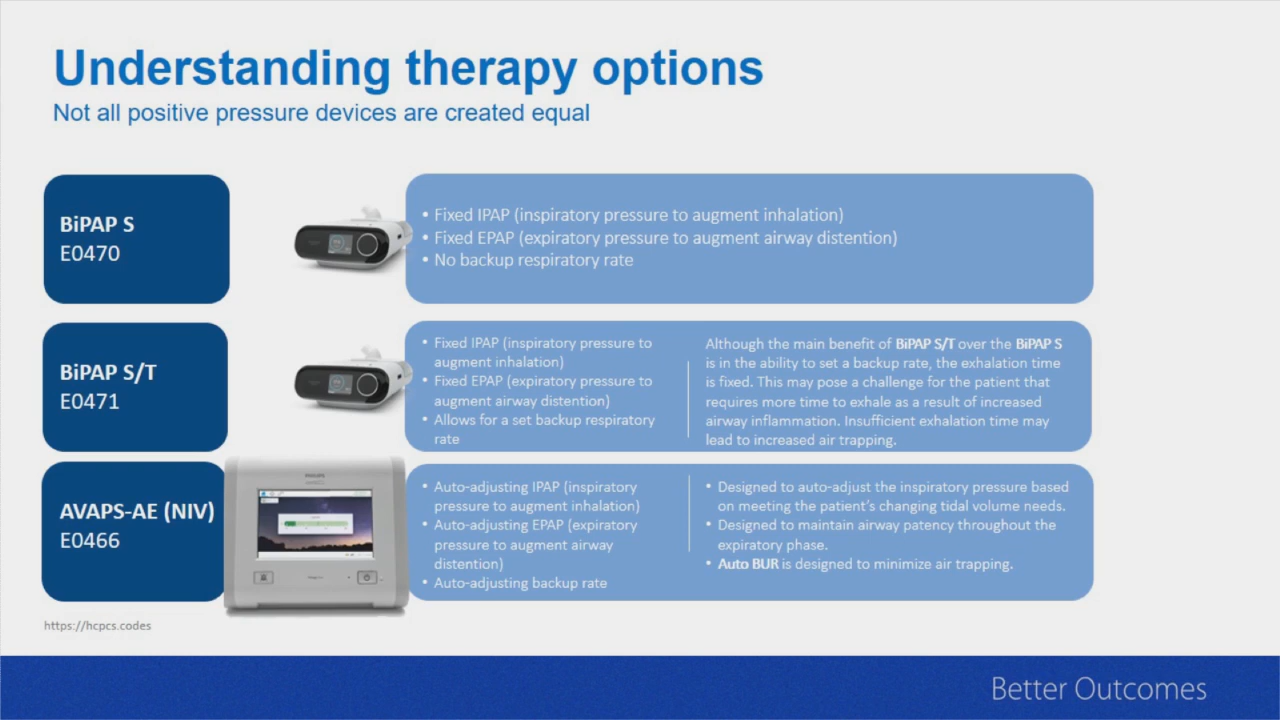 Understanding therapy options
Not all positive pressure devices are created equal
BiPAP S
E0470
• Fixed IPAP (inspiratory pressure to augment inhalation)
• Fixed EPAP (expiratory pressure to augment airway distention)
• No backup respiratory rate
BiPAP S/T
E0471
• Fixed IPAP (inspiratory pressure to
augment inhalation)
• Fixed EPAP (expiratory pressure to
augment airway distention)
• Allows for a set backup respiratory
rate
Although the main benefit of BiPAP S/T over the BiPAP S
is in the ability to set a backup rate, the exhalation time
is fixed. This may pose a challenge for the patient that
requires more time to exhale as a result of increased
airway inflammation. Insufficient exhalation time may
lead to increased air trapping.
AVAPS-AE (NIV)
E0466
PHILIPS
• Auto-adjusting IPAP (inspiratory
pressure to augment inhalation)
• Auto-adjusting EPAP (expiratory
pressure to augment airway
distention)
• Auto-adjusting backup rate
• Designed to auto-adjust the inspiratory pressure based
on meeting the patient's changing tidal volume needs.
• Designed to maintain airway patency throughout the
expiratory phase.
• Auto BUR is designed to minimize air trapping.
https://hcpcs.codes
Better Outcomes